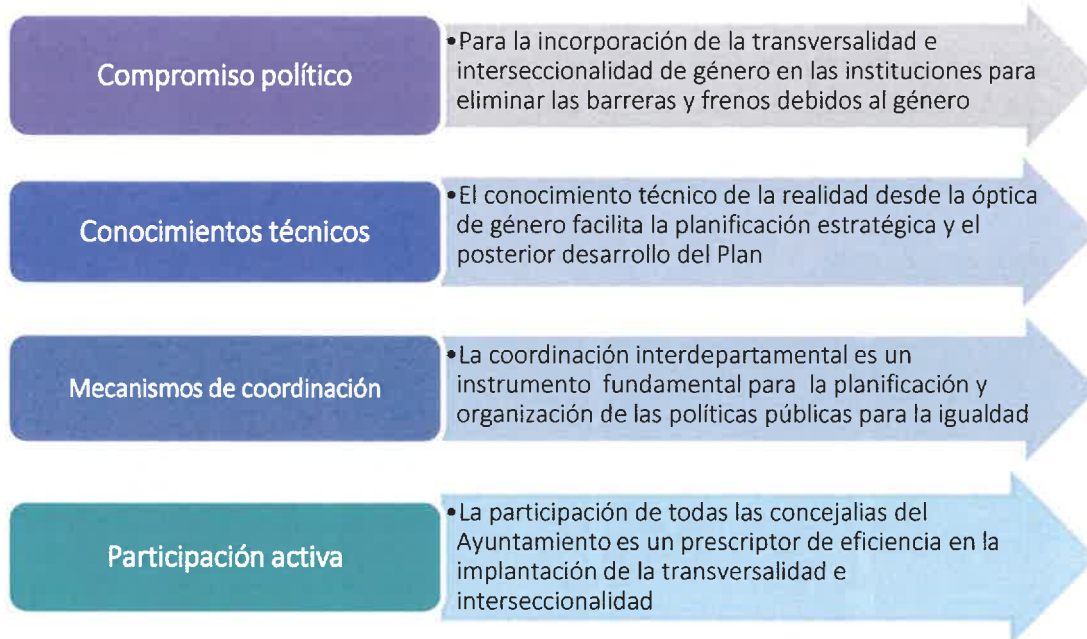 Compromiso político
•Para la incorporación de la transversalidad e
interseccionalidad de género en las instituciones para
eliminar las barreras y frenos debidos al género
Conocimientos técnicos
•El conocimiento técnico de la realidad desde la óptica
de género facilita la planificación estratégica y el
posterior desarrollo del Plan
Mecanismos de coordinación
•La coordinación interdepartamental es un
instrumento fundamental para la planificación y
organización de las políticas públicas para la igualdad
Participación activa
•La participación de todas las concejalias del
Ayuntamiento es un prescriptor de eficiencia en la
implantación de la transversalidad e
interseccionalidad